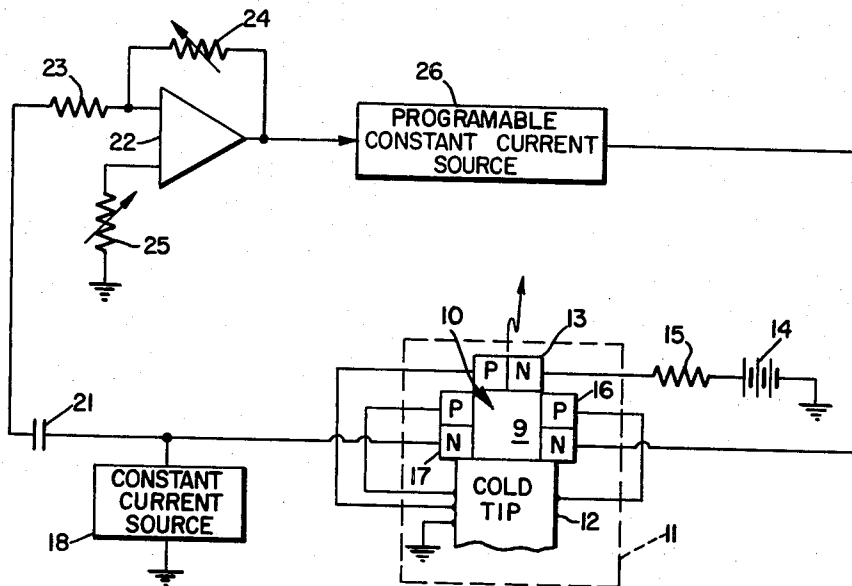 24
23
22
25
26
PROGRAMABLE
CONSTANT CURRENT
SOURCE
10
13
15
14
P N
16
P
N
9
P
N
17
21
CONSTANT
CURRENT
SOURCE
18
COLD
TIP
12
11